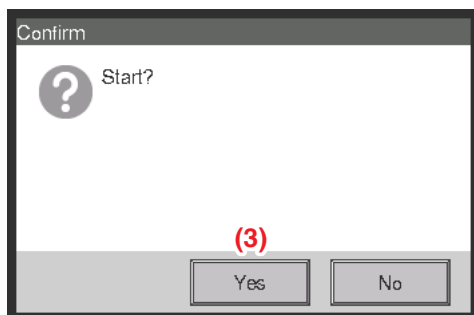 Confirm
Start?
(3)
Yes No